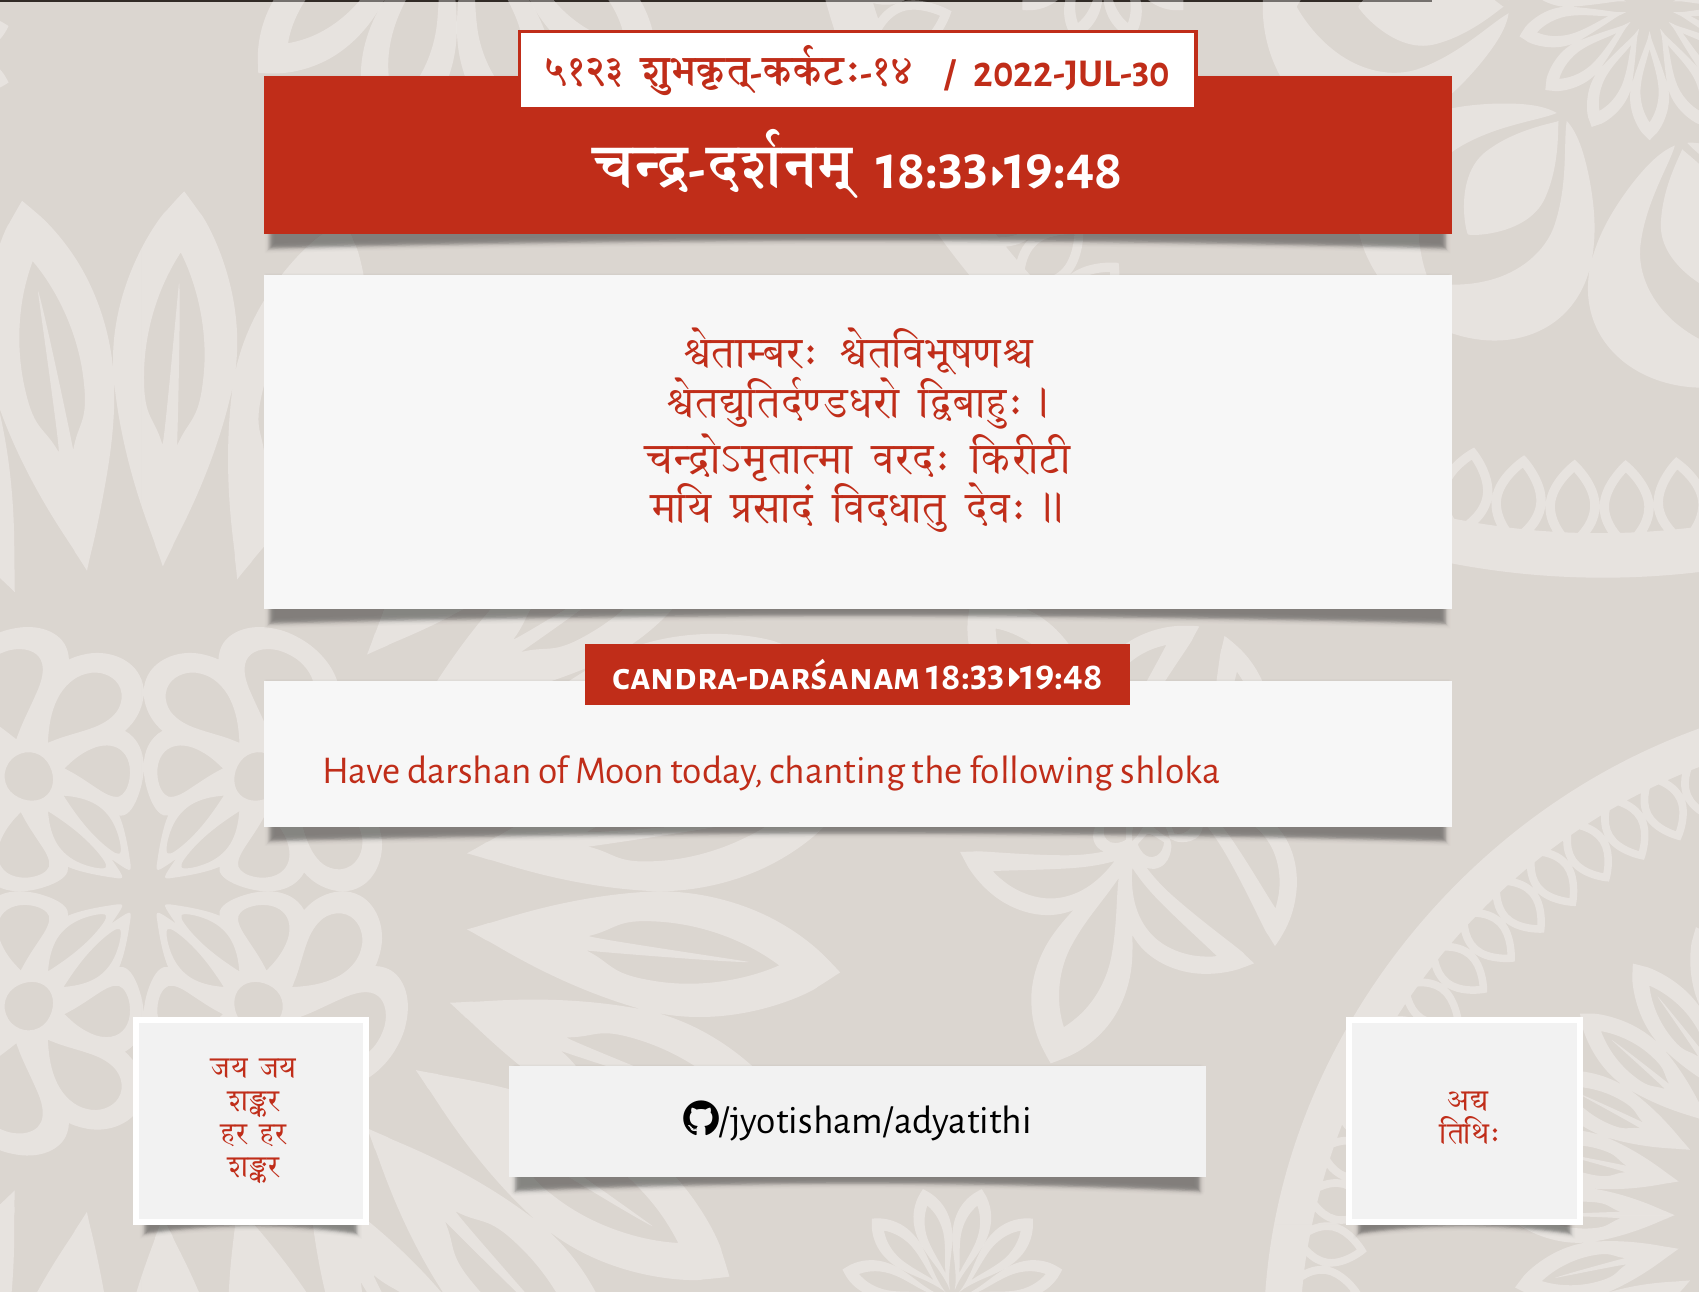 ५१२३ शुभकृत्-कर्कटः-१४ / 2022-JUL-30
चन्द्र-दर्शनम् 18:33▸19:48
श्वेताम्बरः श्वेतविभूषणश्च
श्वेतद्युतिर्दण्डधरो द्विबाहुः ।
चन्द्रोऽमृतात्मा वरदः किरीटी
मयि प्रसादं विदधातु देवः ॥
CANDRA-DARŚANAM 18:33▸19:48
Have darshan of Moon today, chanting the following shloka
जय जय
शङ्कर
हर हर
शङ्कर
/jyotisham/adyatithi
अद्य
तिथिः